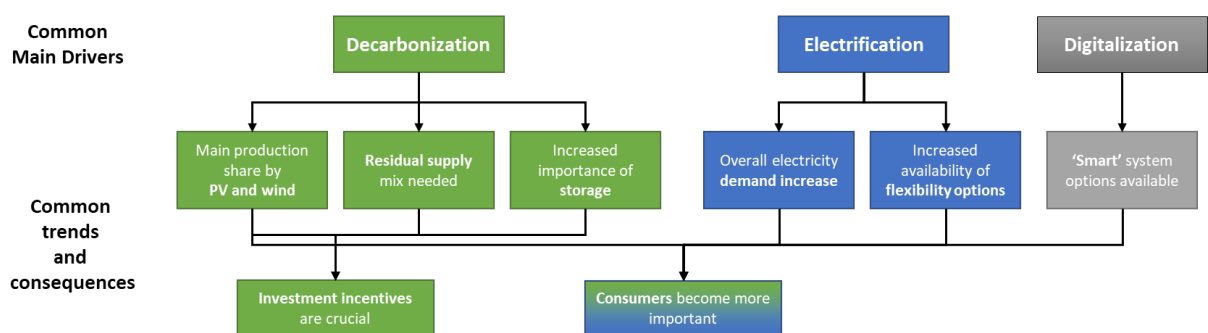 Common
Main Drivers
Decarbonization
Electrification
Digitalization
Main production
share by
PV and wind
Residual supply
mix needed
Increased
importance of
storage
Overall electricity
demand increase
Increased
availability of
flexibility options
‘Smart’ system
options available
Common
trends
and
consequences
Investment incentives
are crucial
Consumers become more
important